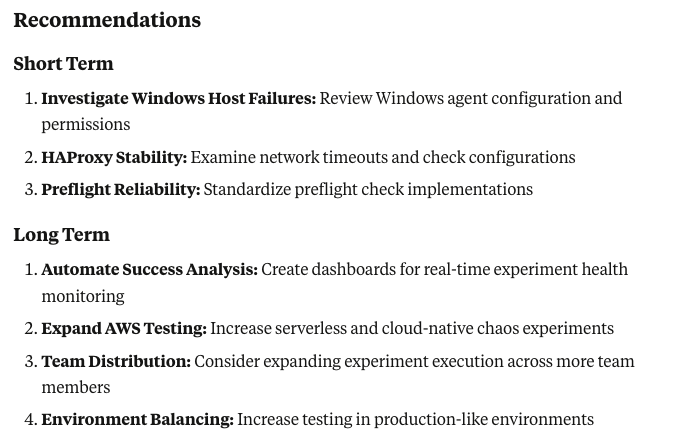 Recommendations
Short Term
1. Investigate Windows Host Failures: Review Windows agent configuration and
permissions
2. HAProxy Stability: Examine network timeouts and check configurations
3. Preflight Reliability: Standardize preflight check implementations
Long Term
1. Automate Success Analysis: Create dashboards for real-time experiment health
monitoring
2. Expand AWS Testing: Increase serverless and cloud-native chaos experiments
3. Team Distribution: Consider expanding experiment execution across more team
members
4. Environment Balancing: Increase testing in production-like environments